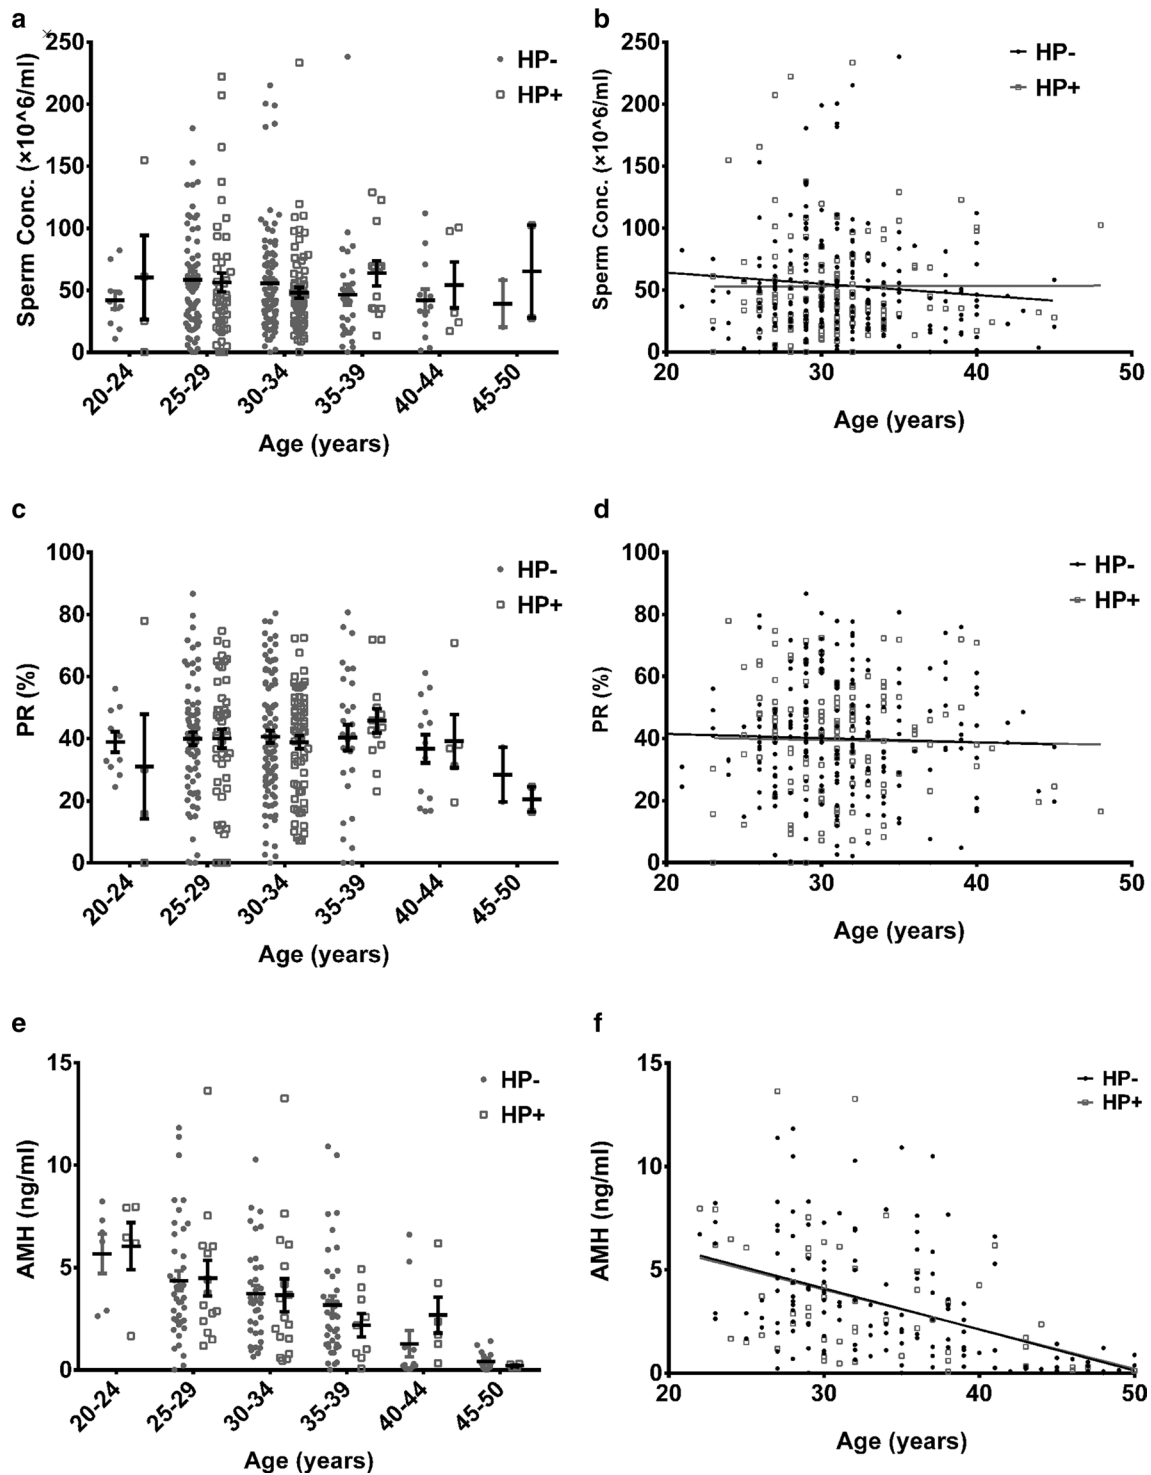 a
Sperm Conc. (×10^6/ml)
250
200
150
100
50
0
HP-
HP+
20-24
25-29
30-34
35-39
40-44
45-50
Age (years)
b
Sperm Conc. (×10^6/ml)
250
200
150
100
50
0
HP-
HP+
20
30
40
50
Age (years)
c
PR (%)
100
80
60
40
20
0
HP-
HP+
20-24
25-29
30-34
35-39
40-44
45-50
Age (years)
d
PR (%)
100
80
60
40
20
0
HP-
HP+
20
30
40
50
Age (years)
e
AMH (ng/ml)
15
10
5
0
HP-
HP+
20-24
25-29
30-34
35-39
40-44
45-50
Age (years)
f
AMH (ng/ml)
15
10
5
0
HP-
HP+
20
30
40
50
Age (years)